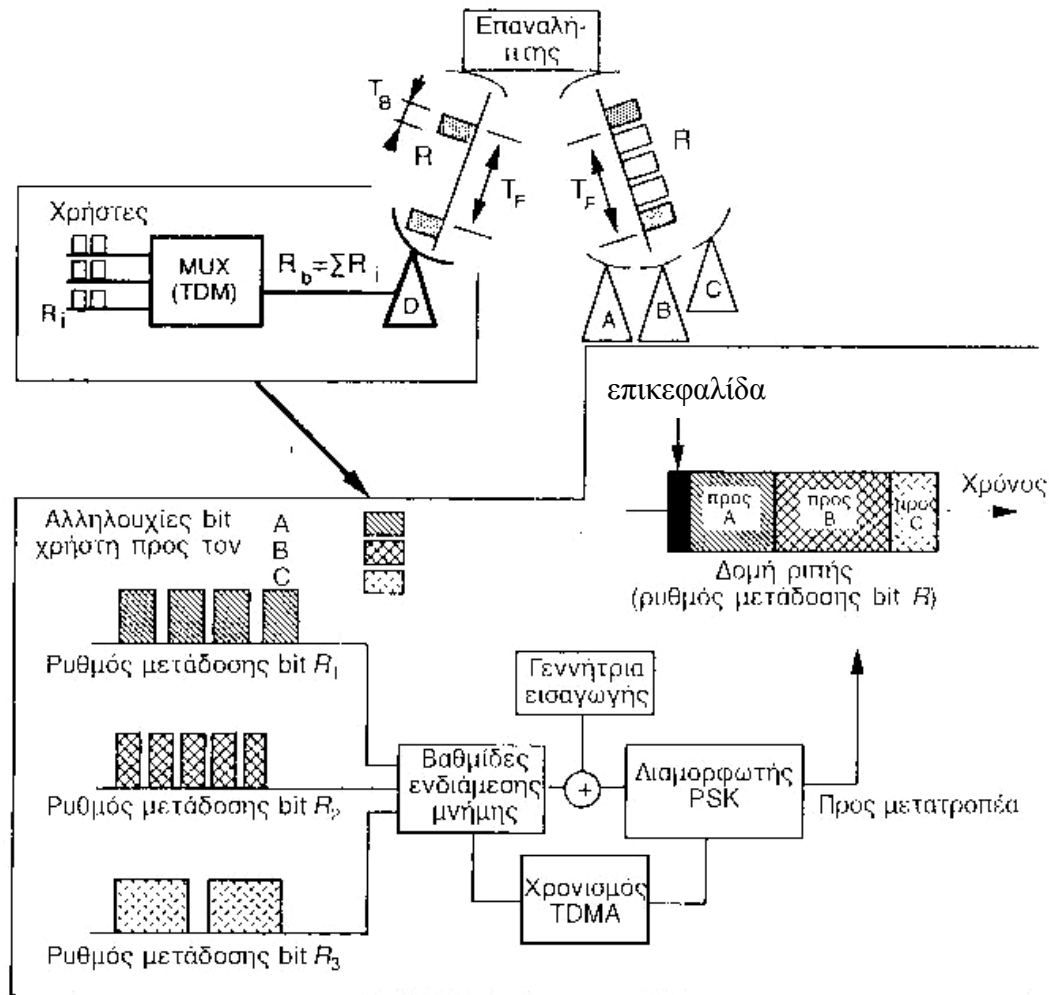 Επαναλή-
πτης
T_B
R
T_F
R
T_F
Χρήστες
MUX
(TDM)
R_b=∑R_i
R_i
D
A
B
C
επικεφαλίδα
προς
A
προς
B
προς
C
Χρόνος
Δομή ριπής
(ρυθμός μετάδοσης bit R)
Αλληλουχίες bit
χρήστη προς τον
A
B
C
Ρυθμός μετάδοσης bit R_1
Ρυθμός μετάδοσης bit R_2
Ρυθμός μετάδοσης bit R_3
Γεννήτρια
εισαγωγής
Βαθμίδες
ενδιάμεσης
μνήμης
+
Διαμορφωτής
PSK
Προς μετατροπέα
Χρονισμός
TDMA